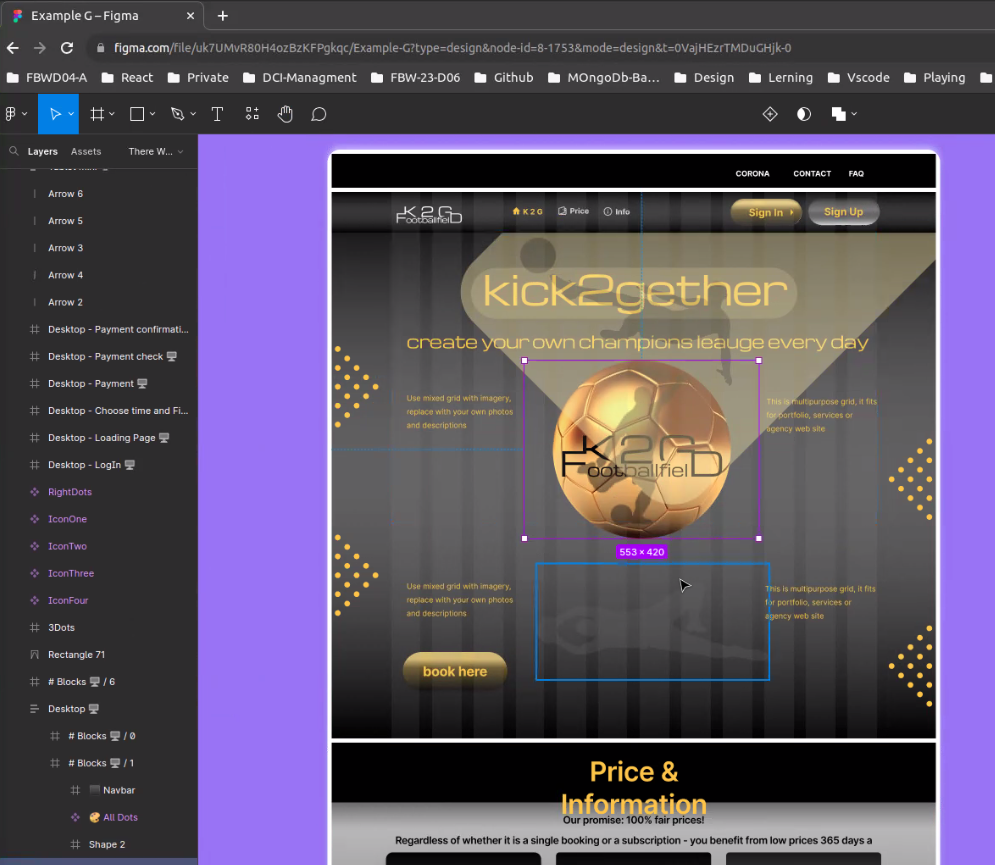 Example G – Figma
figma.com/file/uk7UMvR80H4ozBzKFPgkqc/Example-G?type=design&node-id=8-1753&mode=design&t=0VajHEzrTMDuGHjk-0
FBWD04-A React Private DCI-Managment FBW-23-D06 Github MOngoDb-Ba... Design Lerning Vscode Playing
Layers Assets There W...
Arrow 6
Arrow 5
Arrow 3
Arrow 4
Arrow 2
Desktop - Payment confirmati...
Desktop - Payment check
Desktop - Payment
Desktop - Choose time and Fi...
Desktop - Loading Page
Desktop - LogIn
RightDots
IconOne
IconTwo
IconThree
IconFour
3Dots
Rectangle 71
# Blocks / 6
Desktop
# Blocks / 0
# Blocks / 1
Navbar
All Dots
Shape 2
CORONA CONTACT FAQ
K2GD
Footballfield
K 2 G Price Info
Sign In Sign Up
kick2gether
create your own champions leauge every day
Use mixed grid with imagery,
replace with your own photos
and descriptions
This is multipurpose grid, it fits
for portfolio, services or
agency web site
K2GD
Footballfield
553 × 420
Use mixed grid with imagery,
replace with your own photos
and descriptions
This is multipurpose grid, it fits
for portfolio, services or
agency web site
book here
Price &
Information
Our promise: 100% fair prices!
Regardless of whether it is a single booking or a subscription - you benefit from low prices 365 days a